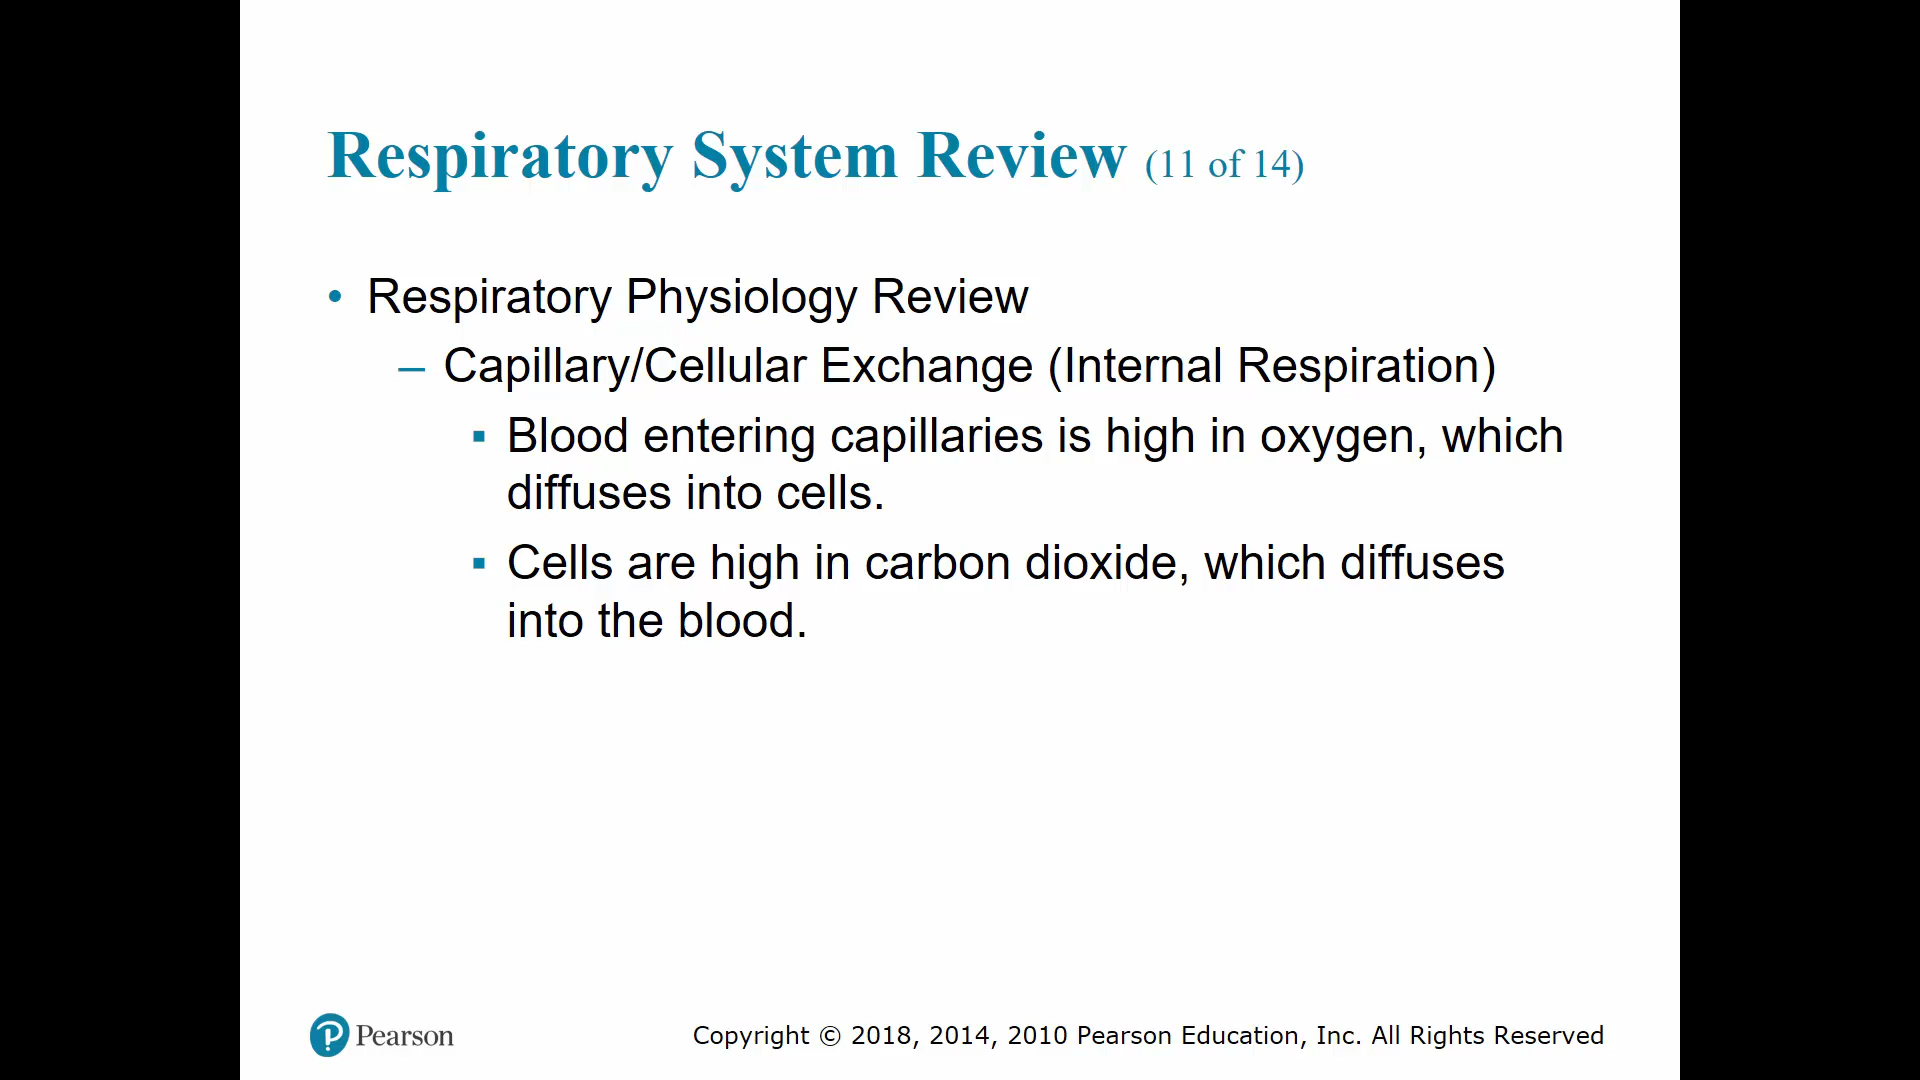 Respiratory System Review (11 of 14)
• Respiratory Physiology Review
– Capillary/Cellular Exchange (Internal Respiration)
▪ Blood entering capillaries is high in oxygen, which
diffuses into cells.
▪ Cells are high in carbon dioxide, which diffuses
into the blood.
Pearson
Copyright © 2018, 2014, 2010 Pearson Education, Inc. All Rights Reserved